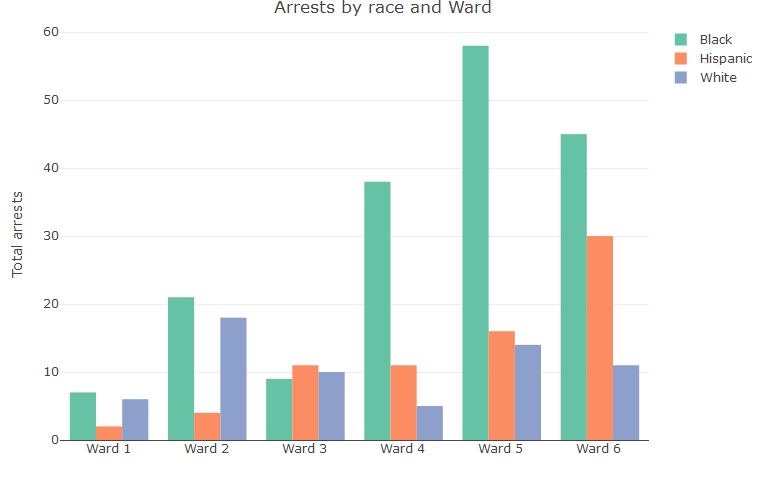 Arrests by race and Ward
Black
Hispanic
White
Total arrests
60
50
40
30
20
10
0
Ward 1
Ward 2
Ward 3
Ward 4
Ward 5
Ward 6